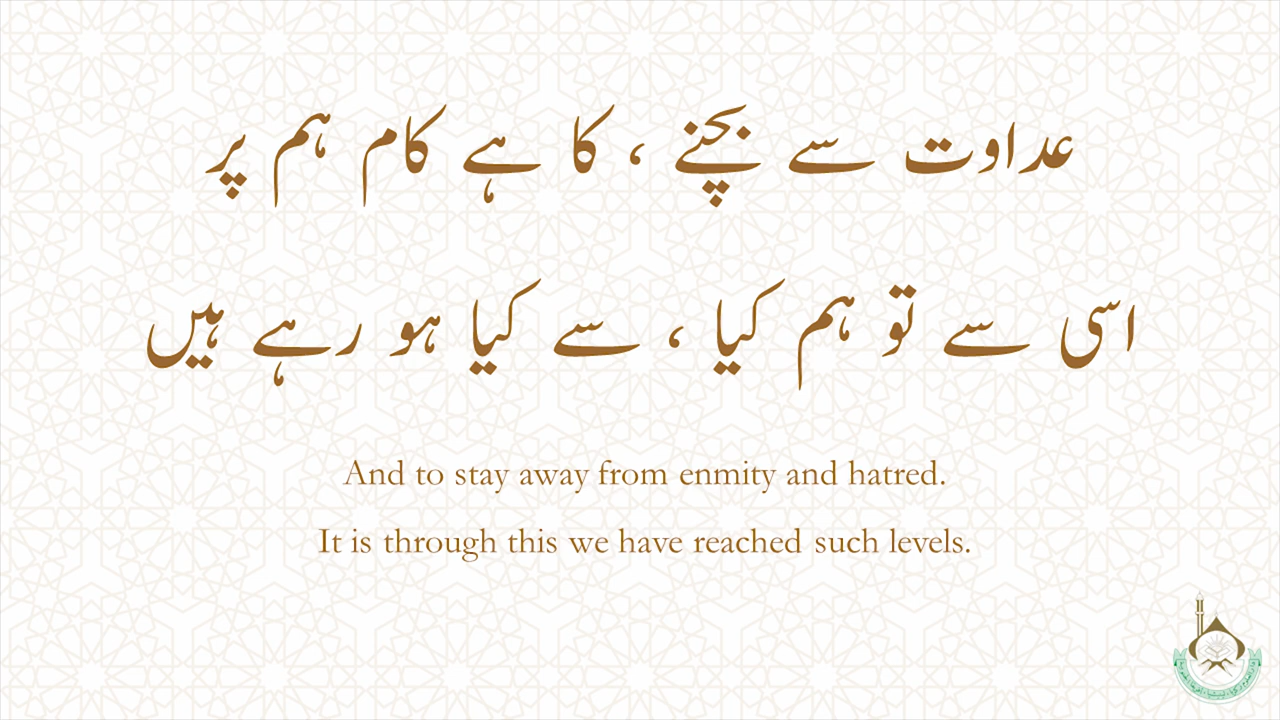 عداوت سے بچنے ، کا ہے کام ہم پر
اسی سے تو ہم کیا ، سے کیا ہو رہے ہیں
And to stay away from enmity and hatred.
It is through this we have reached such levels.